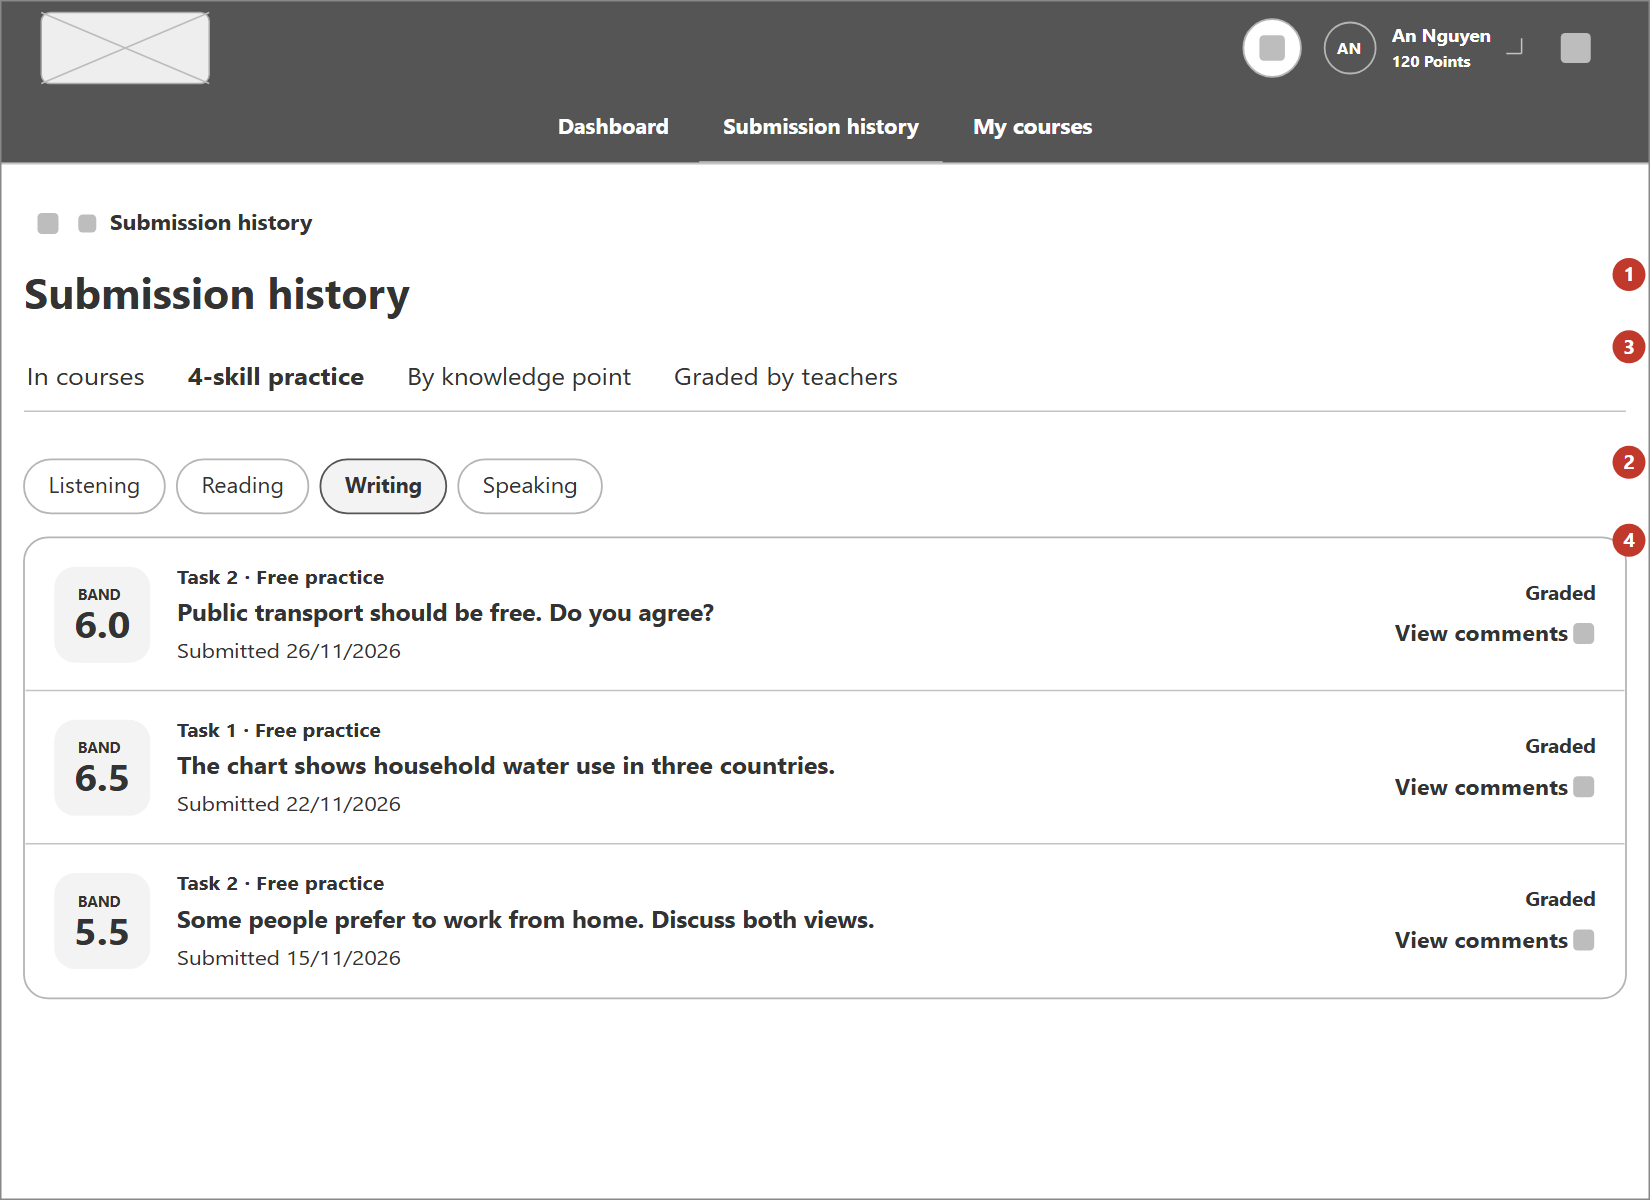 AN
An Nguyen
120 Points
Dashboard
Submission history
My courses
Submission history
Submission history
1
In courses
4-skill practice
By knowledge point
Graded by teachers
3
Listening
Reading
Writing
Speaking
2
4
BAND
6.0
Task 2 · Free practice
Public transport should be free. Do you agree?
Submitted 26/11/2026
Graded
View comments
BAND
6.5
Task 1 · Free practice
The chart shows household water use in three countries.
Submitted 22/11/2026
Graded
View comments
BAND
5.5
Task 2 · Free practice
Some people prefer to work from home. Discuss both views.
Submitted 15/11/2026
Graded
View comments